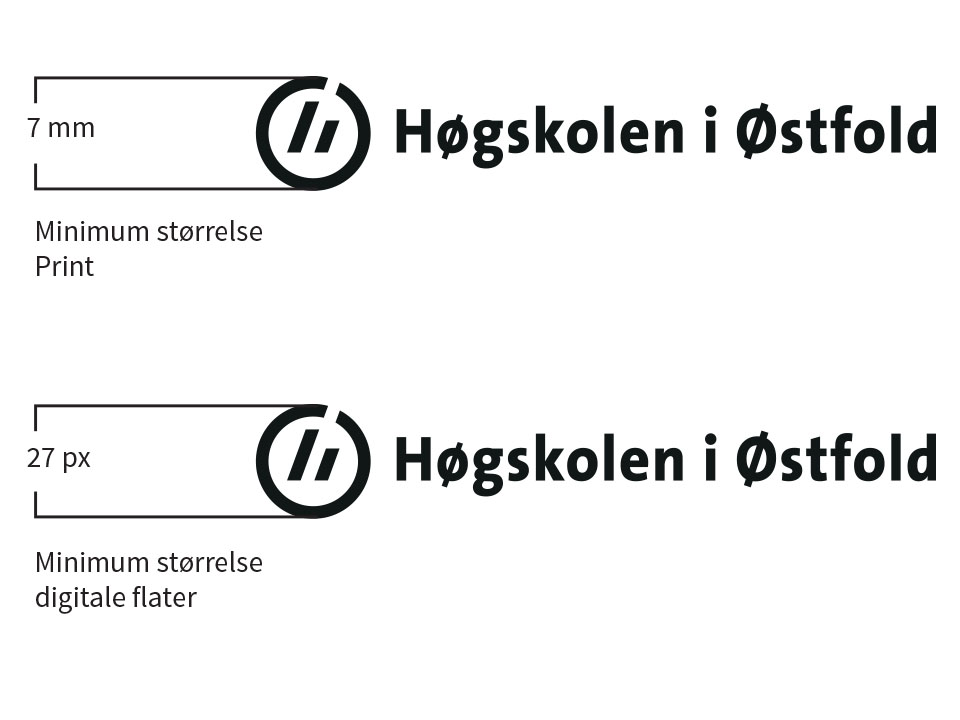 7 mm
Høgskolen i Østfold
Minimum størrelse
Print
27 px
Høgskolen i Østfold
Minimum størrelse
digitale flater